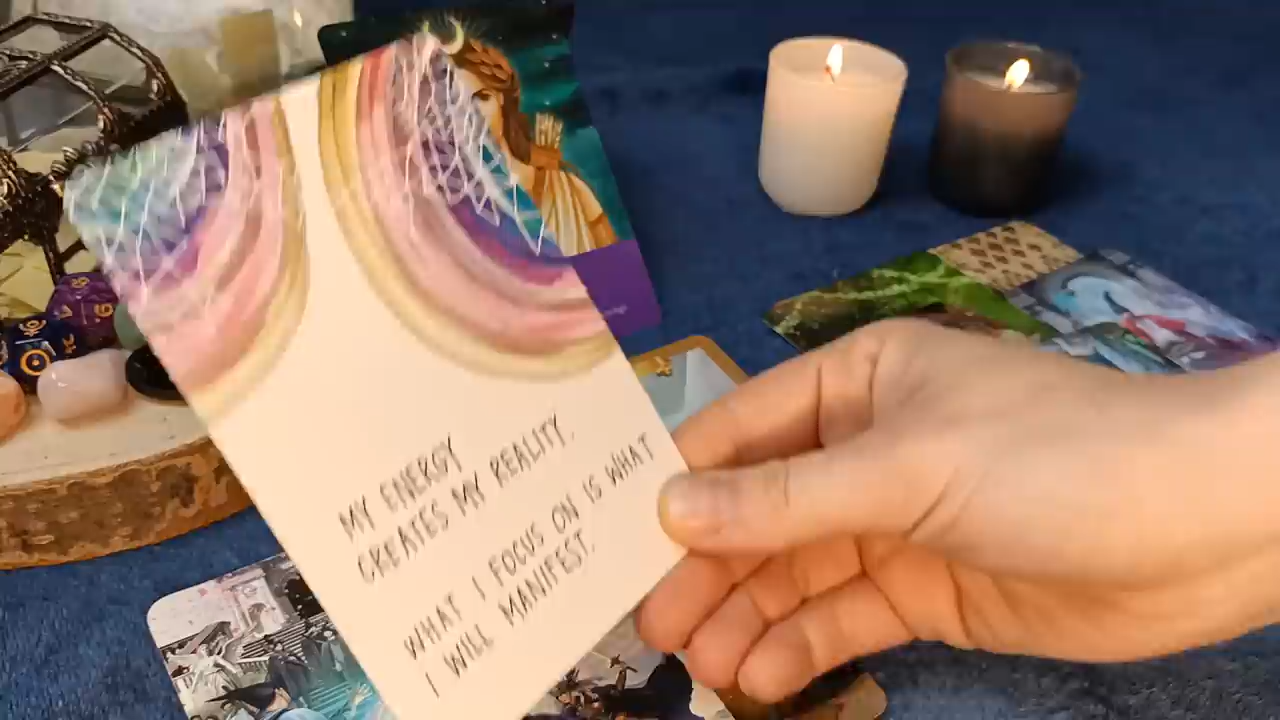 MY ENERGY
CREATES MY REALITY.
WHAT I FOCUS ON IS WHAT
I WILL MANIFEST.